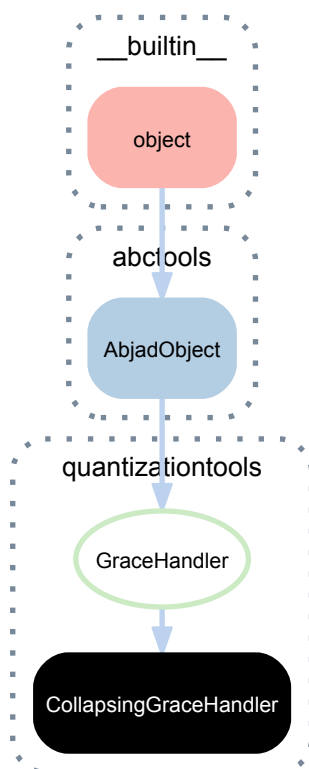 __builtin__
object
abctools
AbjadObject
quantizationtools
GraceHandler
CollapsingGraceHandler